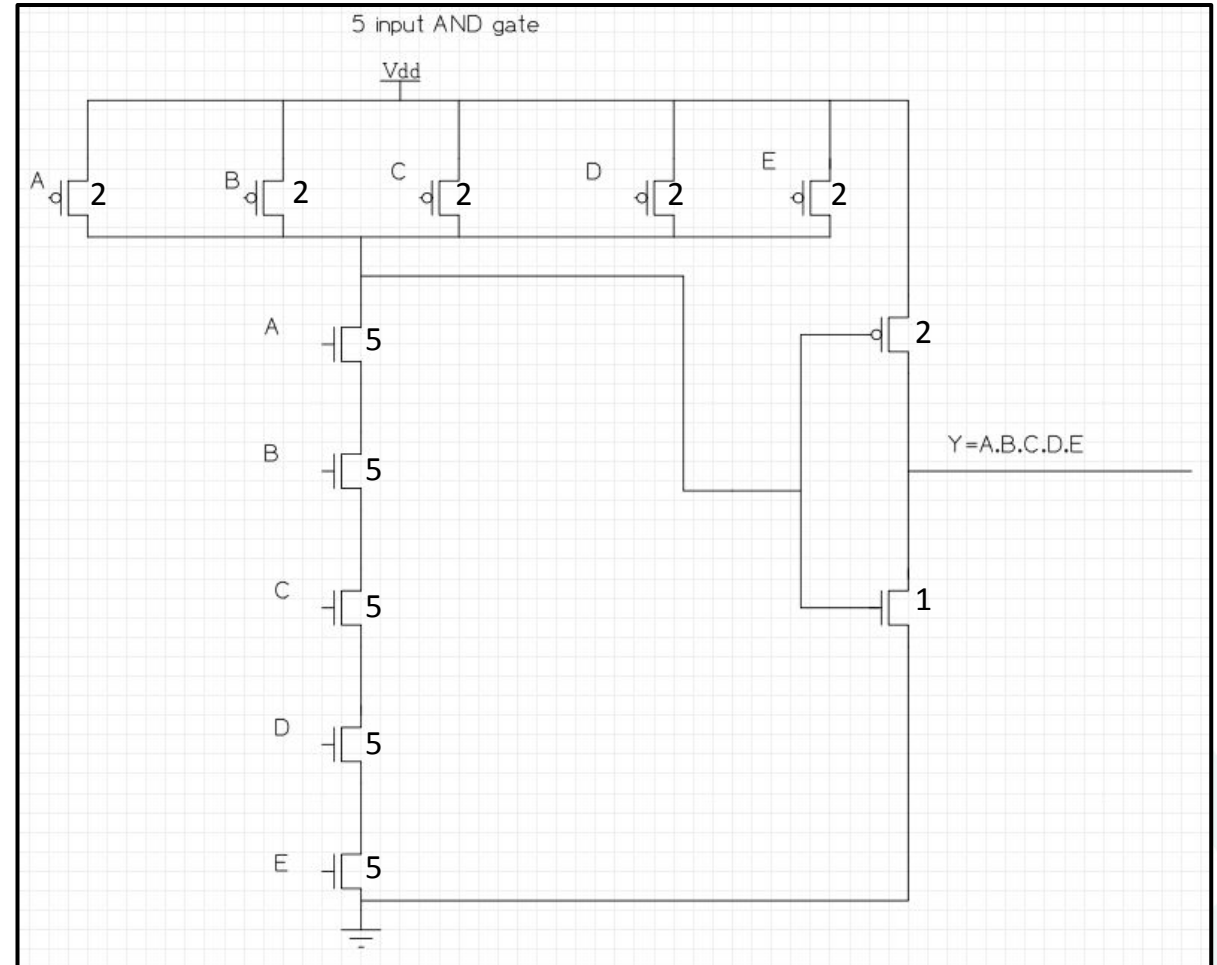 5 input AND gate
Vdd
A 2 B 2 C 2 D 2 E 2
A 5
2
B 5
Y=A.B.C.D.E
C 5
1
D 5
E 5